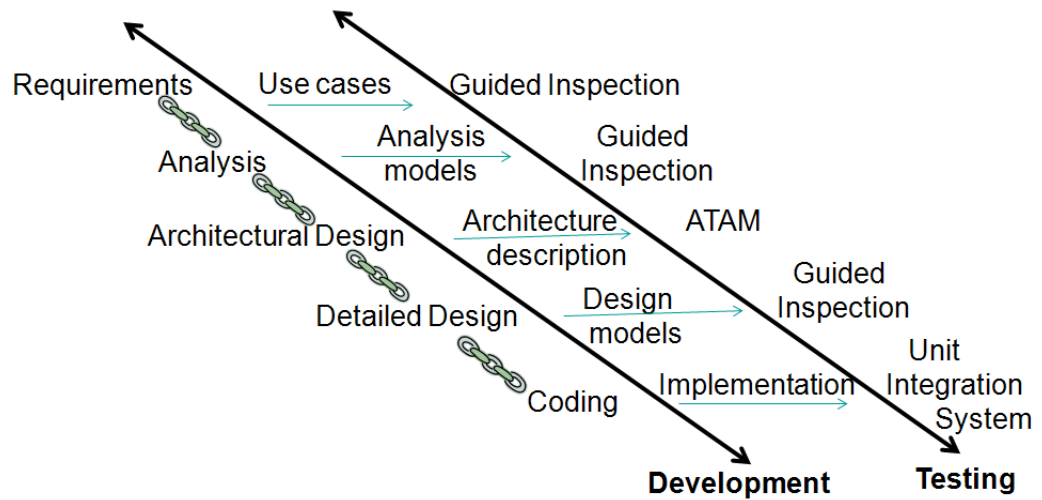 Requirements
Use cases
Guided Inspection
Analysis
Analysis
models
Guided
Inspection
Architectural Design
Architecture
description
ATAM
Detailed Design
Design
models
Guided
Inspection
Coding
Implementation
Unit
Integration
System
Development
Testing